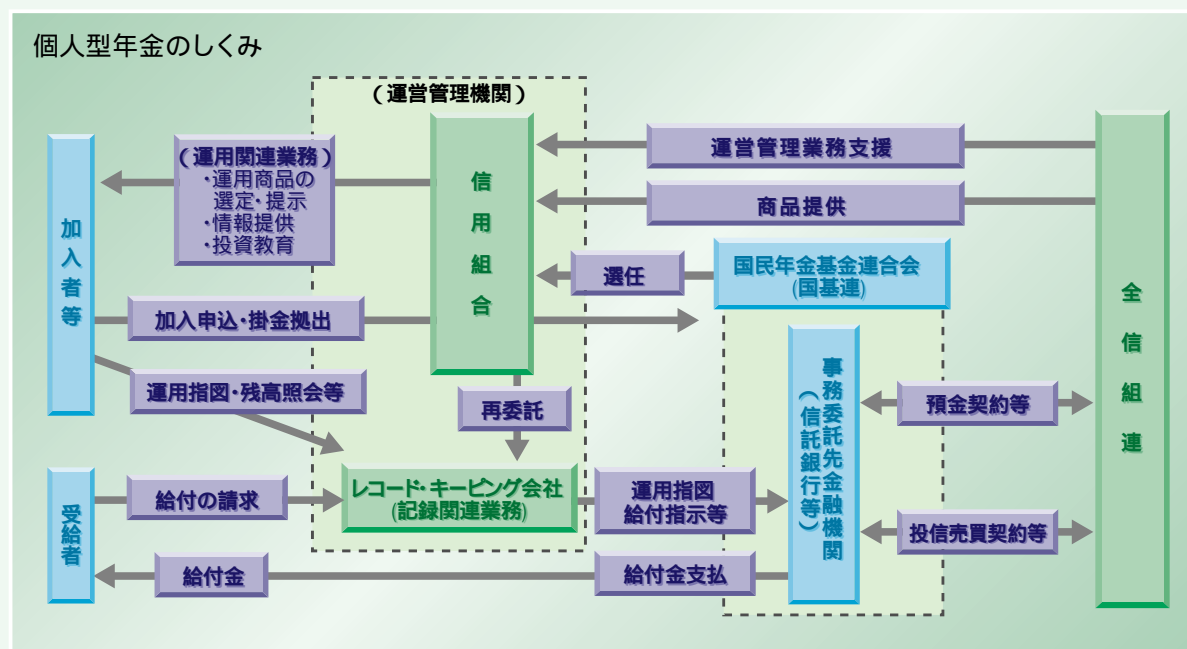 個人型年金のしくみ
（運営管理機関）
（運用関連業務）
・運用商品の
選定・提示
・情報提供
・投資教育
信用組合
運営管理業務支援
商品提供
選任
国民年金基金連合会
(国基連)
加入者等
全信組連
加入申込・掛金拠出
運用指図・残高照会等
再委託
事務委託先金融機関
（信託銀行等）
預金契約等
受給者
給付の請求
レコード・キーピング会社
(記録関連業務)
運用指図
給付指示等
投信売買契約等
給付金
給付金支払